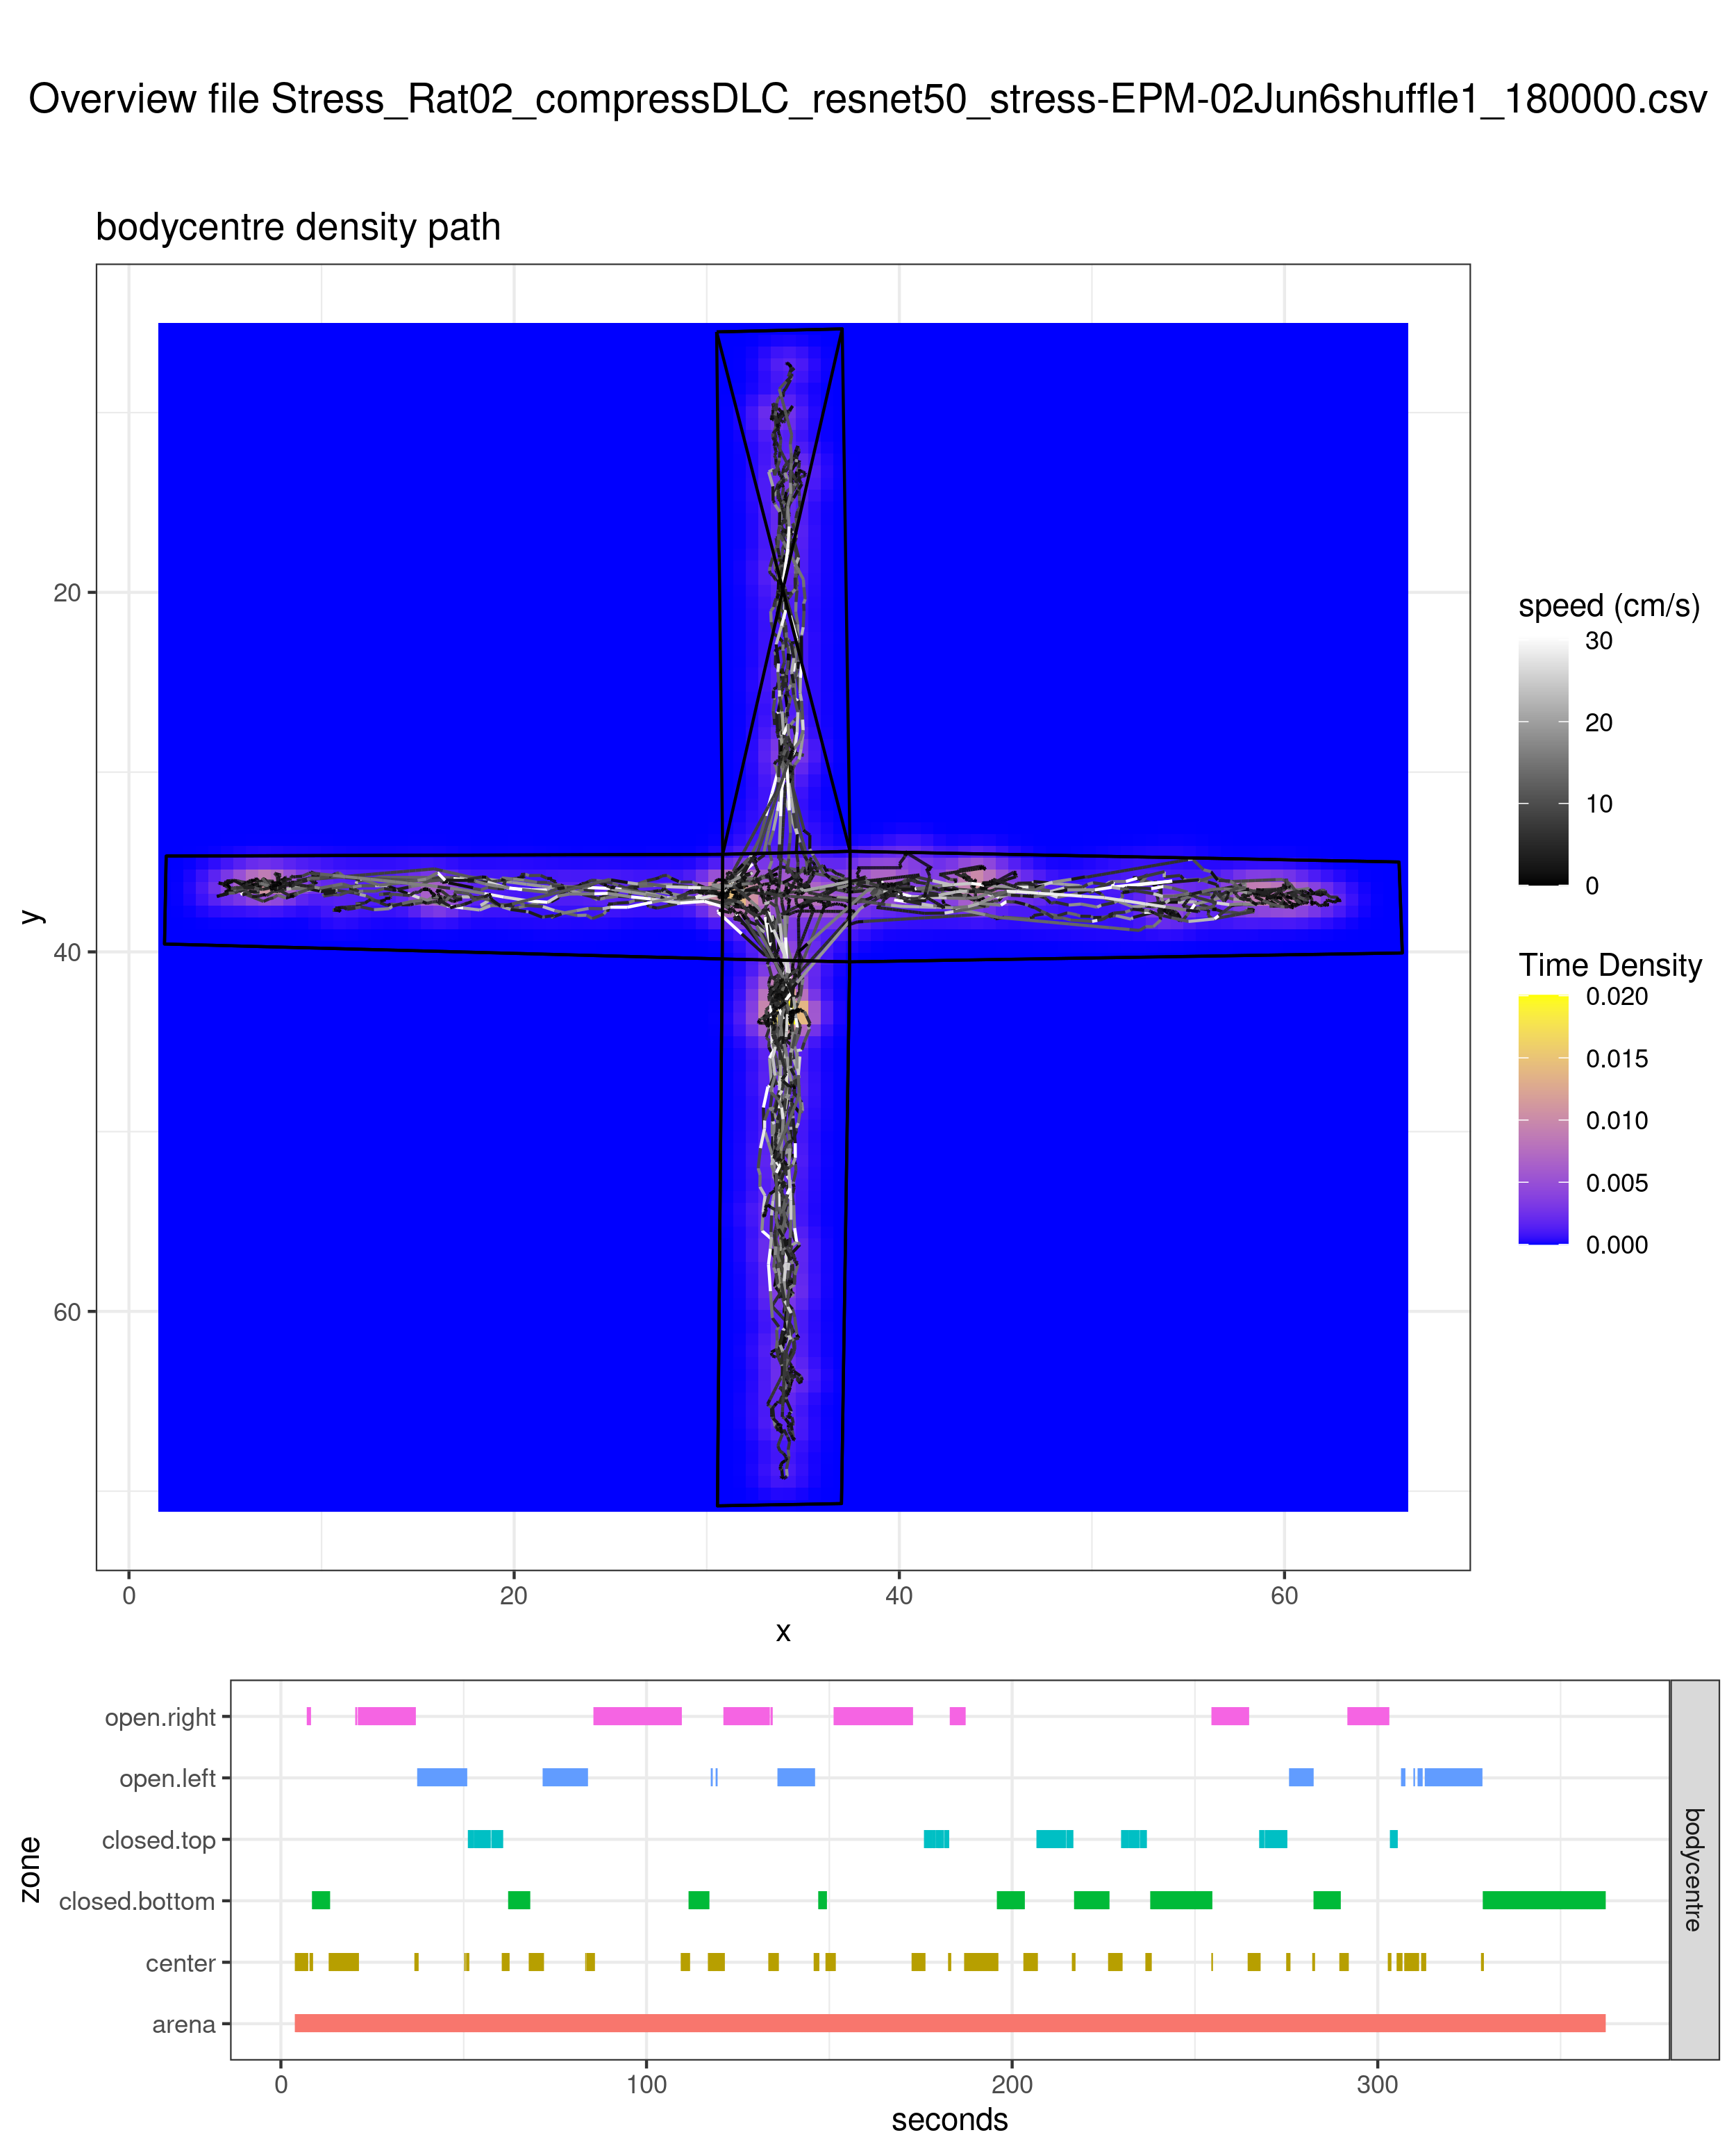 Overview file Stress_Rat02_compressDLC_resnet50_stress-EPM-02Jun6shuffle1_180000.csv
bodycentre density path
y
20
40
60
0
20
40
60
x
speed (cm/s)
30
20
10
0
Time Density
0.020
0.015
0.010
0.005
0.000
zone
open.right
open.left
closed.top
closed.bottom
center
arena
bodycentre
0
100
200
300
seconds